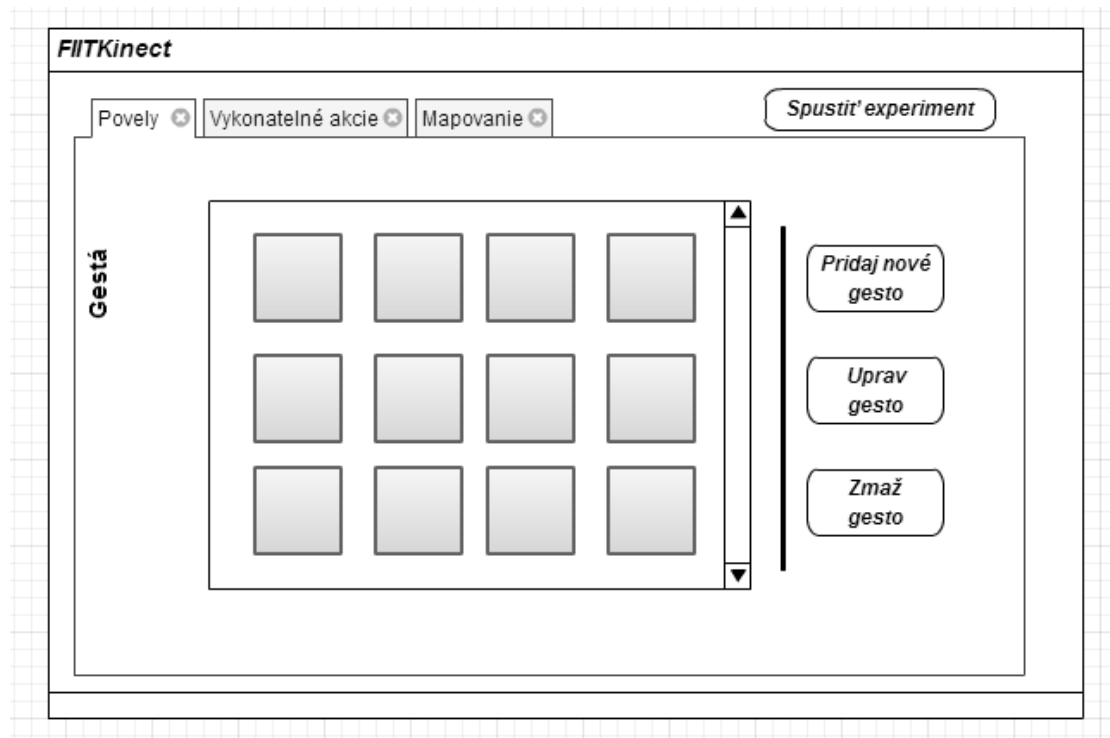 FIITKinect
Povely
Vykonatelné akcie
Mapovanie
Spustiť experiment
Gestá
Pridaj nové
gesto
Uprav
gesto
Zmaž
gesto